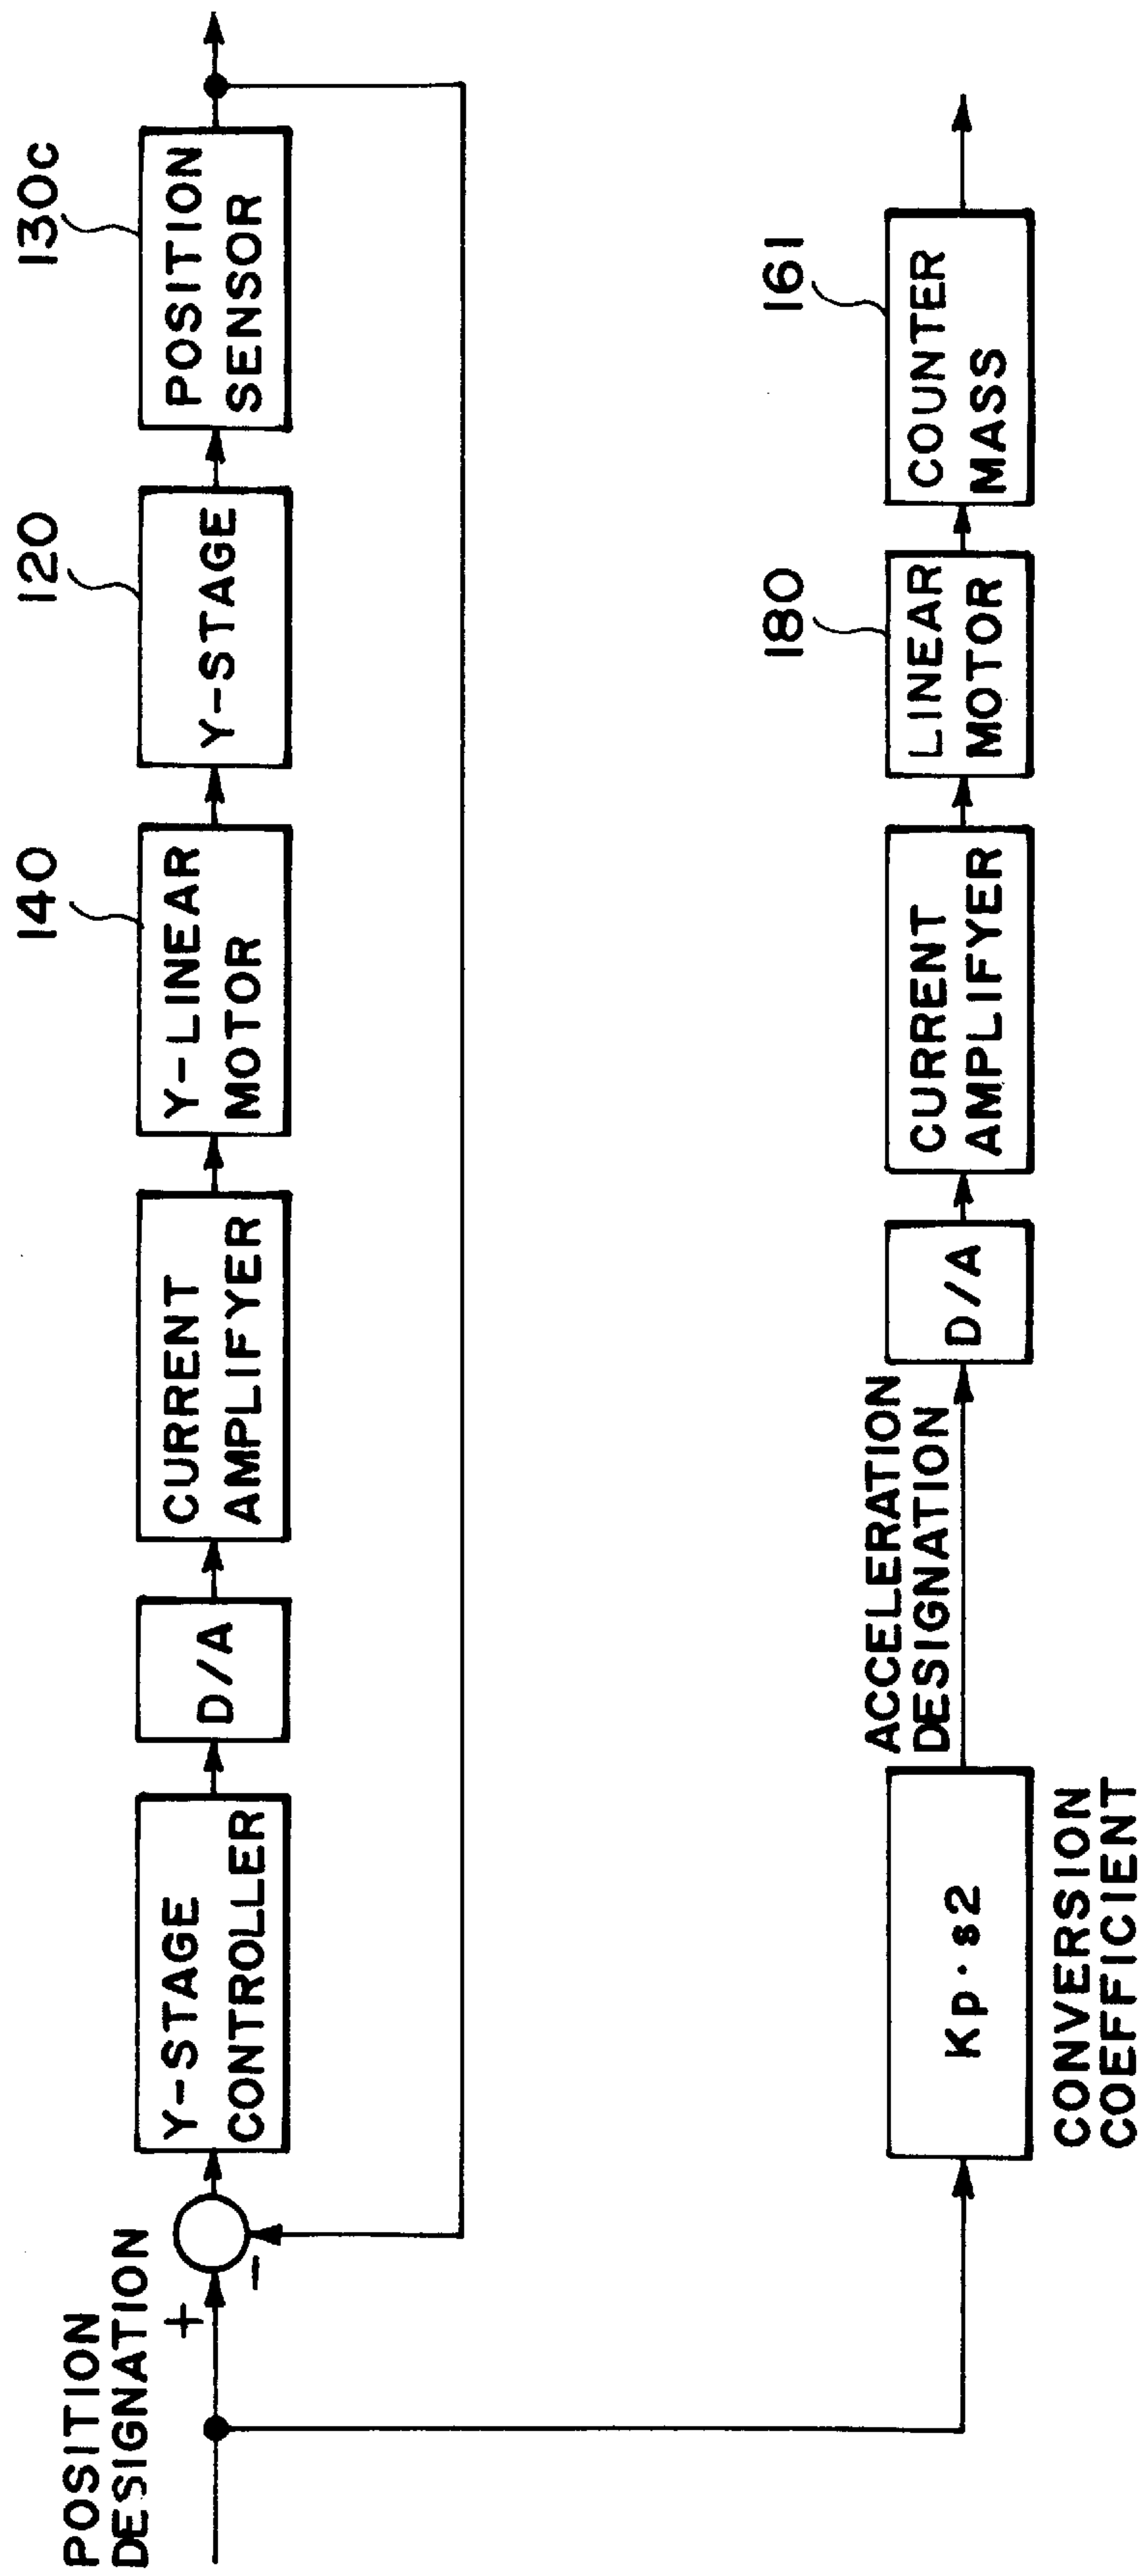 POSITION
DESIGNATION
+
-
Y-STAGE
CONTROLLER
D/A
CURRENT
AMPLIFYER
140
Y-LINEAR
MOTOR
120
Y-STAGE
130c
POSITION
SENSOR
Kp·s2
CONVERSION
COEFFICIENT
ACCELERATION
DESIGNATION
D/A
CURRENT
AMPLIFYER
180
LINEAR
MOTOR
161
COUNTER
MASS